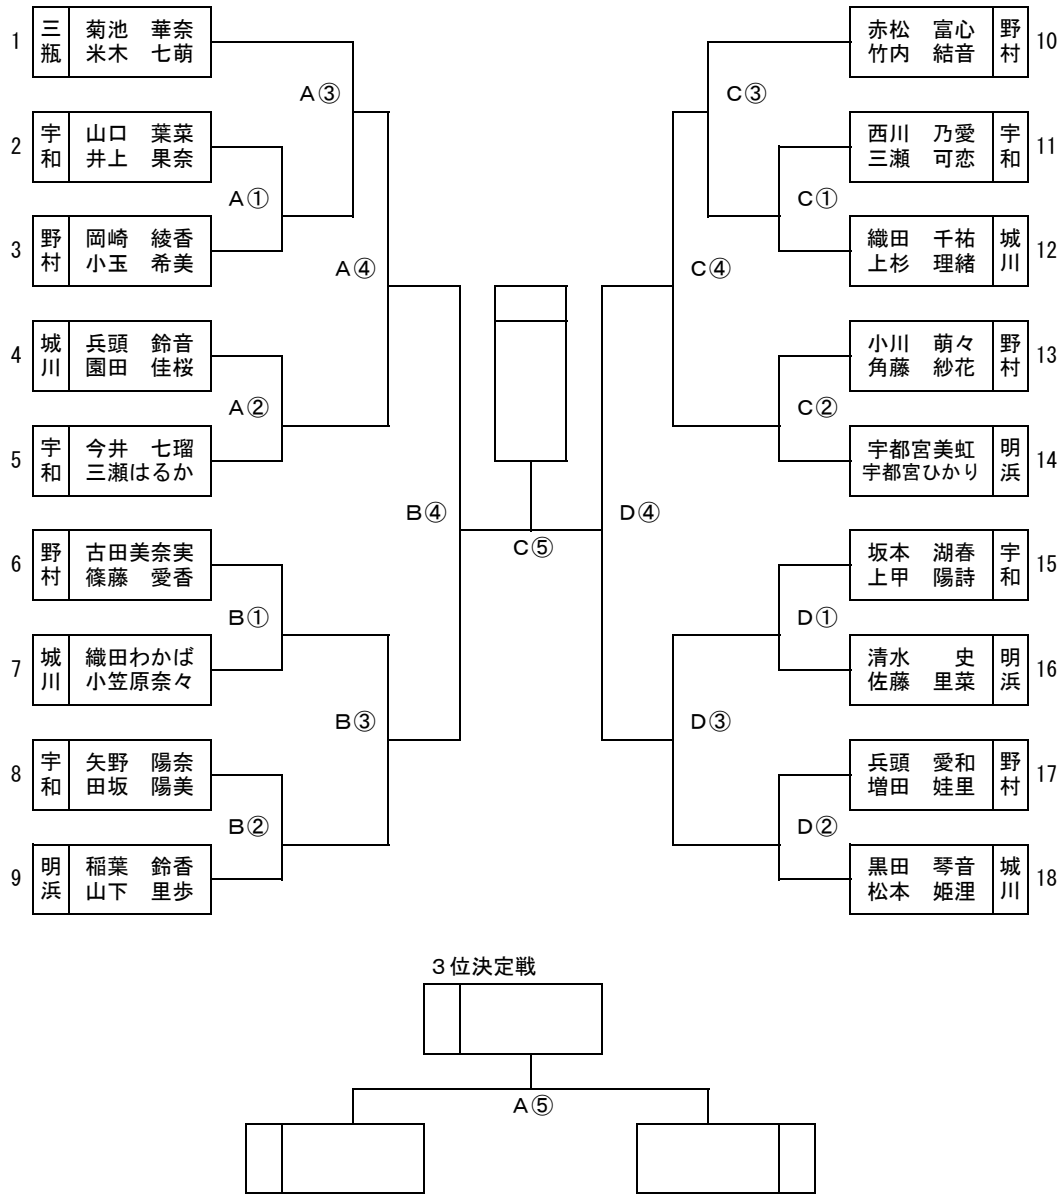 1 三瓶 菊池　華奈
米木　七萌
2 宇和 山口　葉菜
井上　果奈
3 野村 岡崎　綾香
小玉　希美
4 城川 兵頭　鈴音
園田　佳桜
5 宇和 今井　七瑠
三瀬はるか
6 野村 古田美奈実
篠藤　愛香
7 城川 織田わかば
小笠原奈々
8 宇和 矢野　陽奈
田坂　陽美
9 明浜 稲葉　鈴香
山下　里歩
A③
A①
A④
A②
B④
B①
B③
B②
C⑤
C③
C①
C④
C②
D④
D①
D③
D②
赤松　富心
竹内　結音 野村 10
西川　乃愛
三瀬　可恋 宇和 11
織田　千祐
上杉　理緒 城川 12
小川　萌々
角藤　紗花 野村 13
宇都宮美虹
宇都宮ひかり 明浜 14
坂本　湖春
上甲　陽詩 宇和 15
清水　　史
佐藤　里菜 明浜 16
兵頭　愛和
増田　娃里 野村 17
黒田　琴音
松本　姫浬 城川 18
３位決定戦
A⑤